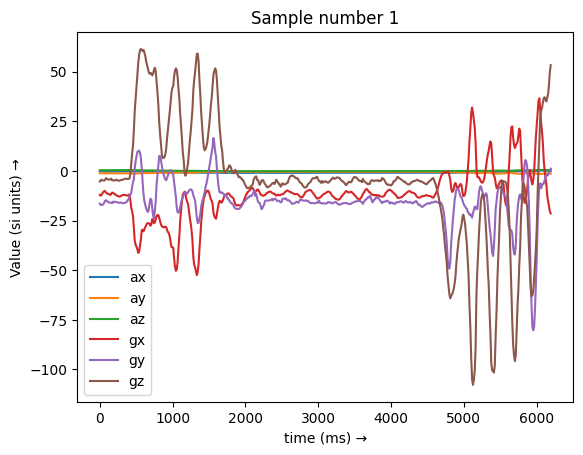 Sample number 1
Value (si units) →
50
25
0
−25
−50
−75
−100
ax
ay
az
gx
gy
gz
0
1000
2000
3000
4000
5000
6000
time (ms) →